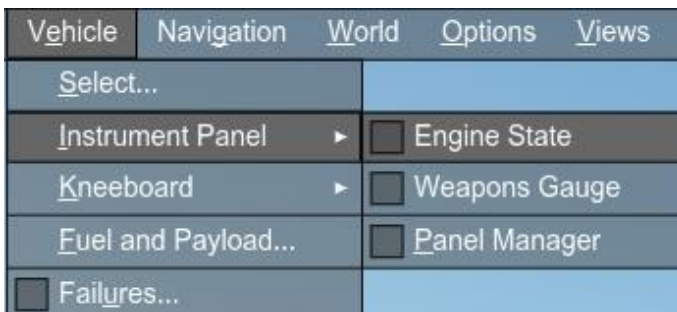 Vehicle Navigation World Options Views
Select...
Instrument Panel Engine State
Kneeboard Weapons Gauge
Fuel and Payload... Panel Manager
Failures...